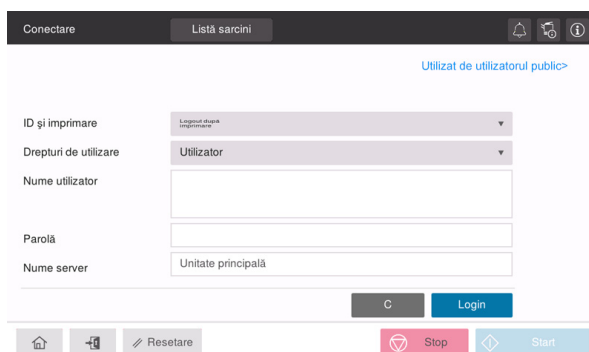 Conectare
Listă sarcini
Utilizat de utilizatorul public>
ID și imprimare
Logout după
imprimare
Drepturi de utilizare
Utilizator
Nume utilizator
Parolă
Nume server
Unitate principală
C
Login
Resetare
Stop
Start